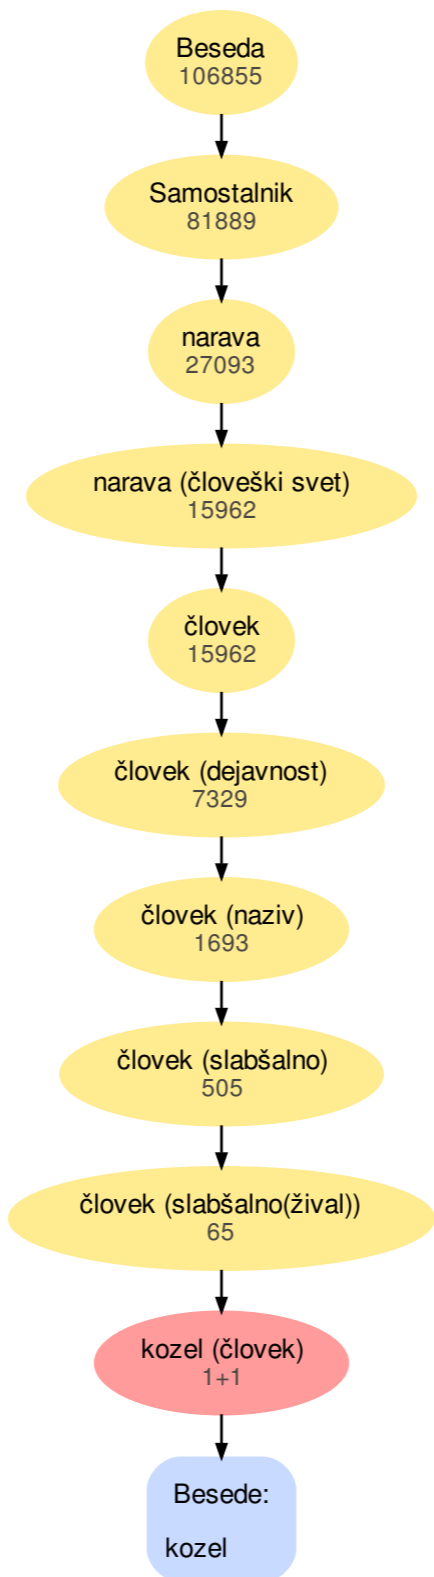 Beseda
106855
Samostalnik
81889
narava
27093
narava (človeški svet)
15962
človek
15962
človek (dejavnost)
7329
človek (naziv)
1693
človek (slabšalno)
505
človek (slabšalno(žival))
65
kozel (človek)
1+1
Besede:
kozel